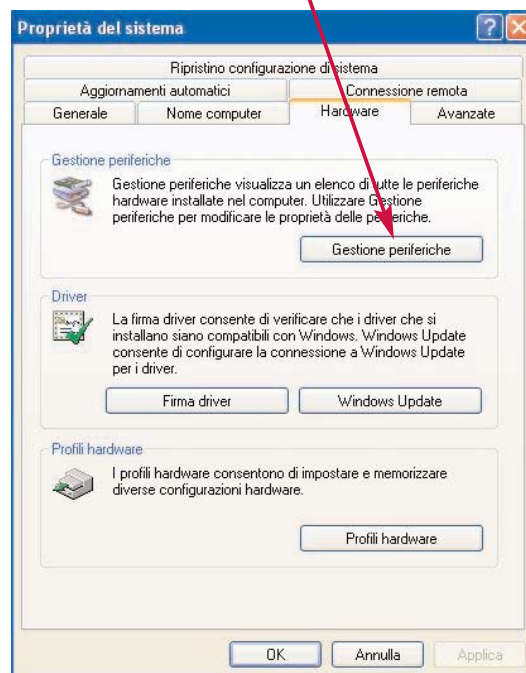 Proprietà del sistema
Ripristino configurazione di sistema
Aggiornamenti automatici
Connessione remota
Generale
Nome computer
Hardware
Avanzate
Gestione periferiche
Gestione periferiche visualizza un elenco di tutte le periferiche
hardware installate nel computer. Utilizzare Gestione
periferiche per modificare le proprietà delle periferiche.
Gestione periferiche
Driver
La firma driver consente di verificare che i driver che si
installano siano compatibili con Windows. Windows Update
consente di configurare la connessione a Windows Update
per i driver.
Firma driver
Windows Update
Profili hardware
I profili hardware consentono di impostare e memorizzare
diverse configurazioni hardware.
Profili hardware
OK
Annulla
Applica